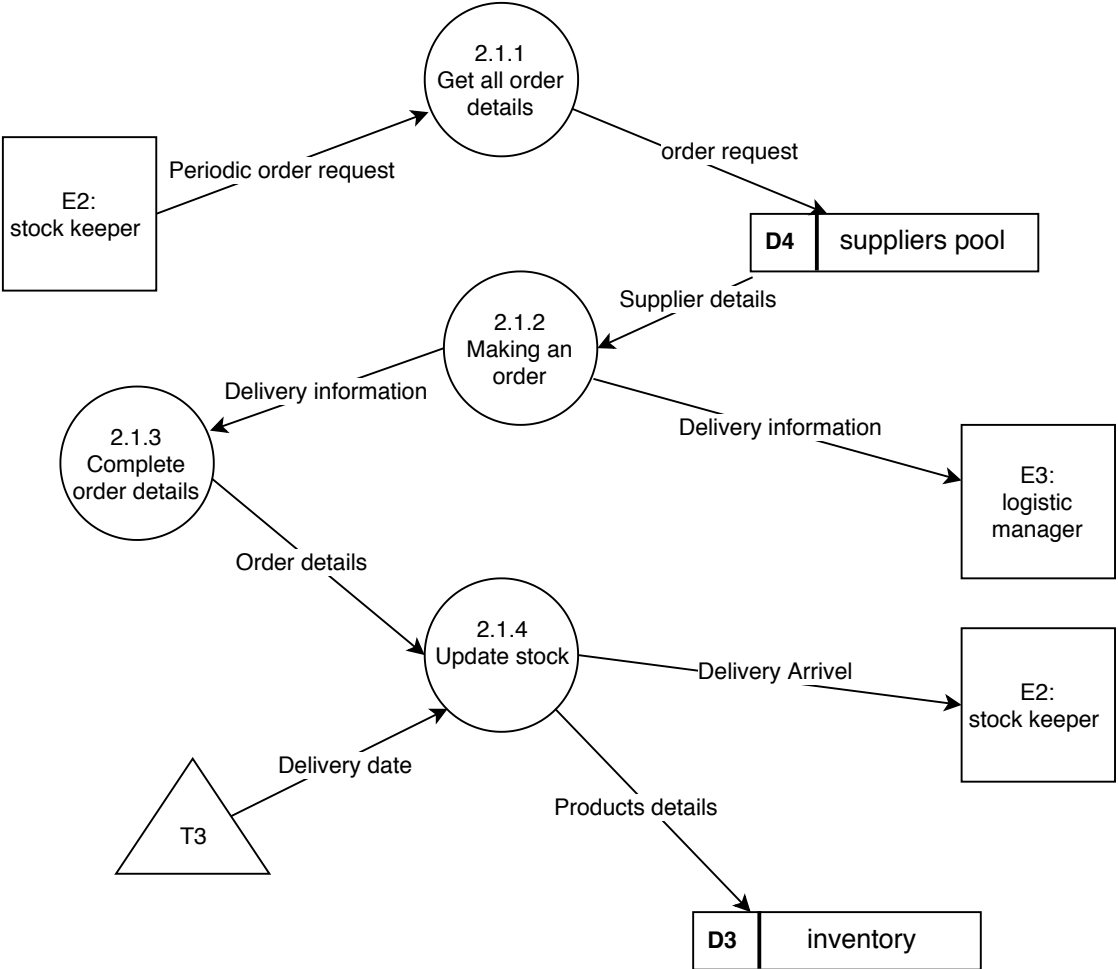 2.1.1
Get all order
details
Periodic order request
order request
E2:
stock keeper
D4
suppliers pool
Supplier details
2.1.2
Making an
order
Delivery information
Delivery information
2.1.3
Complete
order details
E3:
logistic
manager
Order details
2.1.4
Update stock
Delivery Arrivel
E2:
stock keeper
Delivery date
T3
Products details
D3
inventory